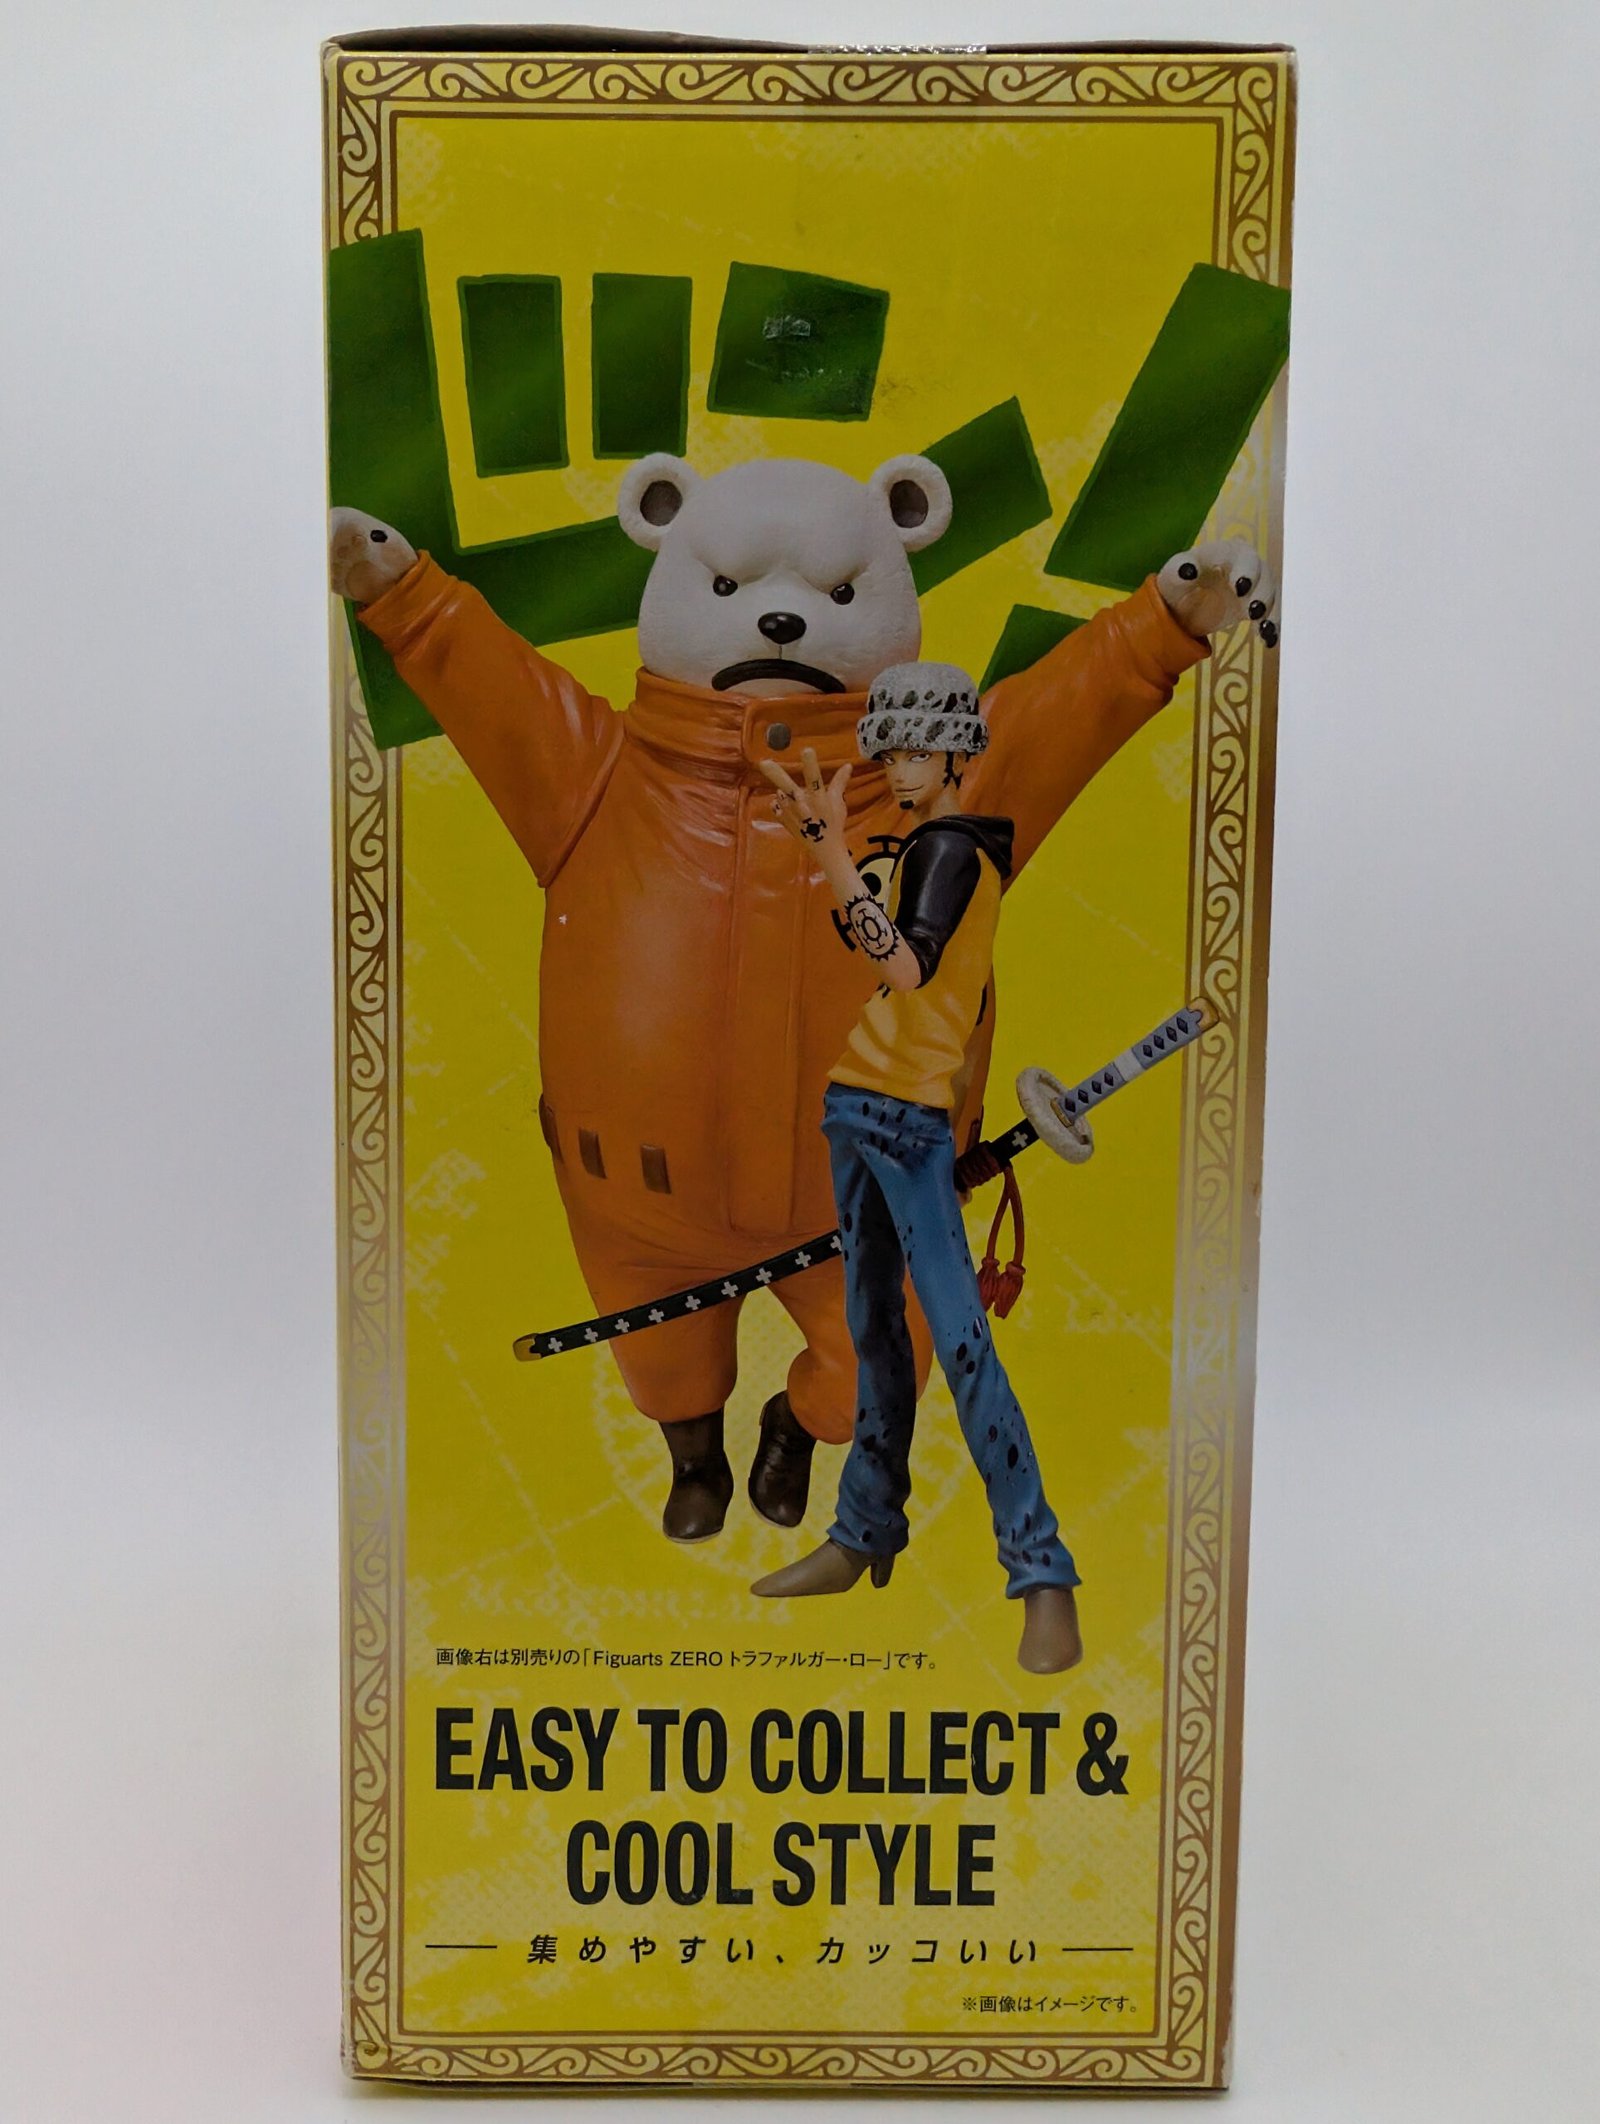 ドン
画像右は別売りの「Figuarts ZERO トラファルガー・ロー」です。
EASY TO COLLECT &
COOL STYLE
集めやすい、カッコいい
※画像はイメージです。